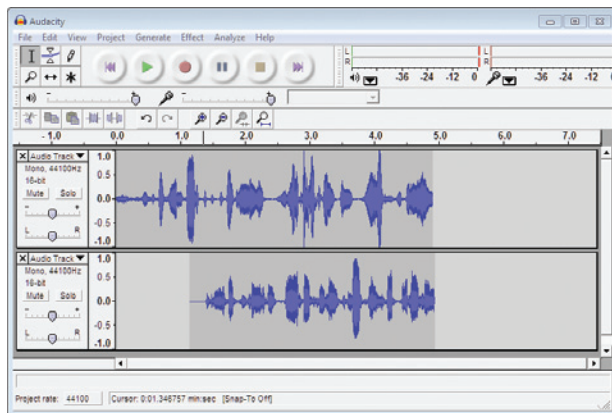 Audacity
File Edit View Project Generate Effect Analyze Help
L
R
-36 -24 -12 0
L
R
-36 -24 -12 0
- 1.0 0.0 1.0 2.0 3.0 4.0 5.0 6.0 7.0
X Audio Track 1.0
Mono, 44100Hz
16-bit 0.5
Mute Solo 0.0
- +
-0.5
L R
-1.0
X Audio Track 1.0
Mono, 44100Hz
16-bit 0.5
Mute Solo 0.0
- +
-0.5
L R
-1.0
Project rate: 44100 Cursor: 0:01.346757 min:sec [Snap-To Off]